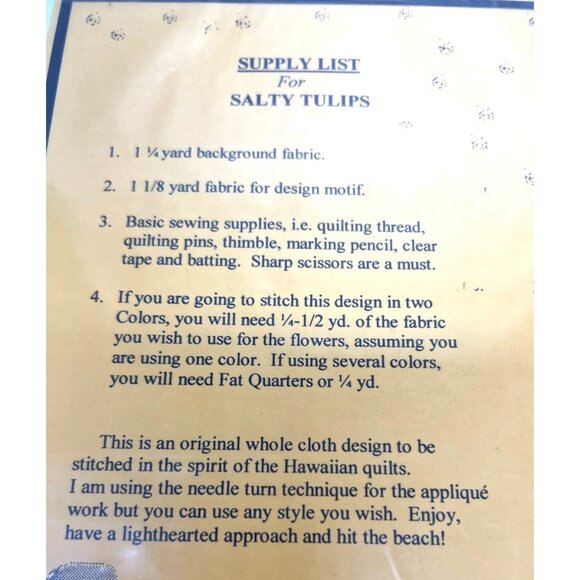 SUPPLY LIST
For
SALTY TULIPS
1. 1 ¼ yard background fabric.
2. 1 1/8 yard fabric for design motif.
3. Basic sewing supplies, i.e. quilting thread,
quilting pins, thimble, marking pencil, clear
tape and batting. Sharp scissors are a must.
4. If you are going to stitch this design in two
Colors, you will need ¼-1/2 yd. of the fabric
you wish to use for the flowers, assuming you
are using one color. If using several colors,
you will need Fat Quarters or ¼ yd.
This is an original whole cloth design to be
stitched in the spirit of the Hawaiian quilts.
I am using the needle turn technique for the appliqué
work but you can use any style you wish. Enjoy,
have a lighthearted approach and hit the beach!